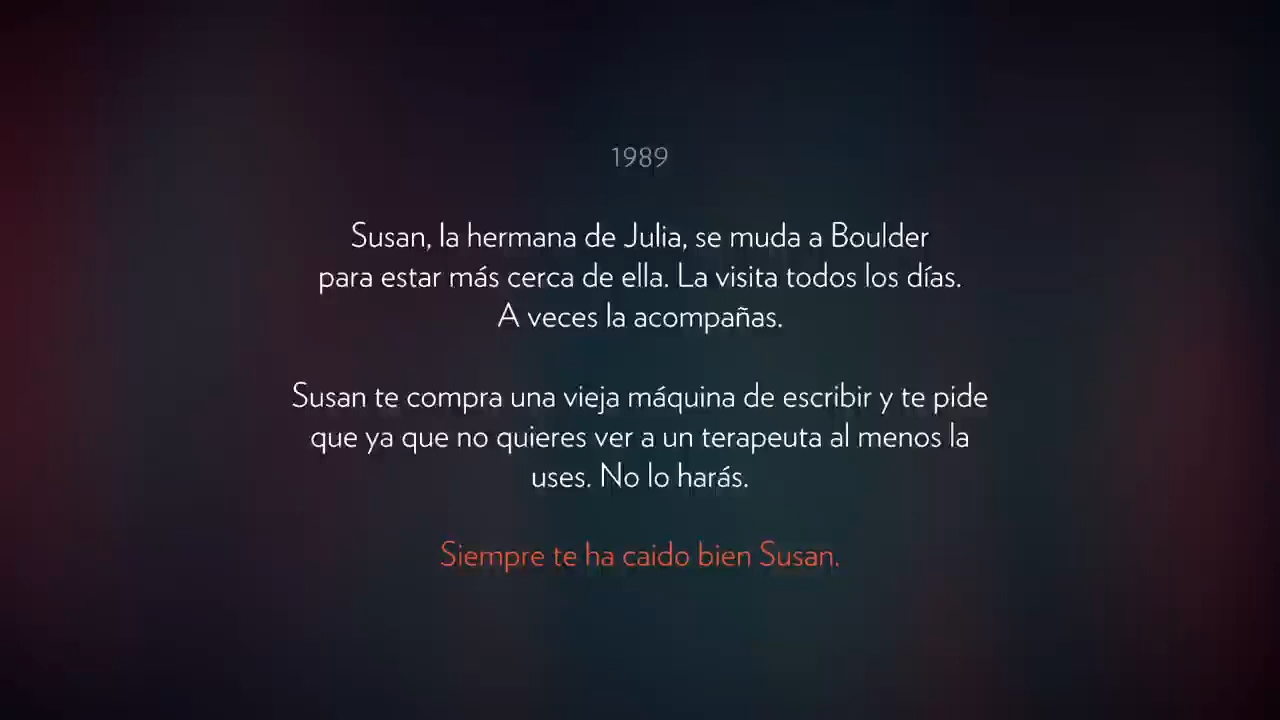 1989
Susan, la hermana de Julia, se muda a Boulder
para estar más cerca de ella. La visita todos los días.
A veces la acompañas.
Susan te compra una vieja máquina de escribir y te pide
que ya que no quieres ver a un terapeuta al menos la
uses. No lo harás.
Siempre te ha caido bien Susan.